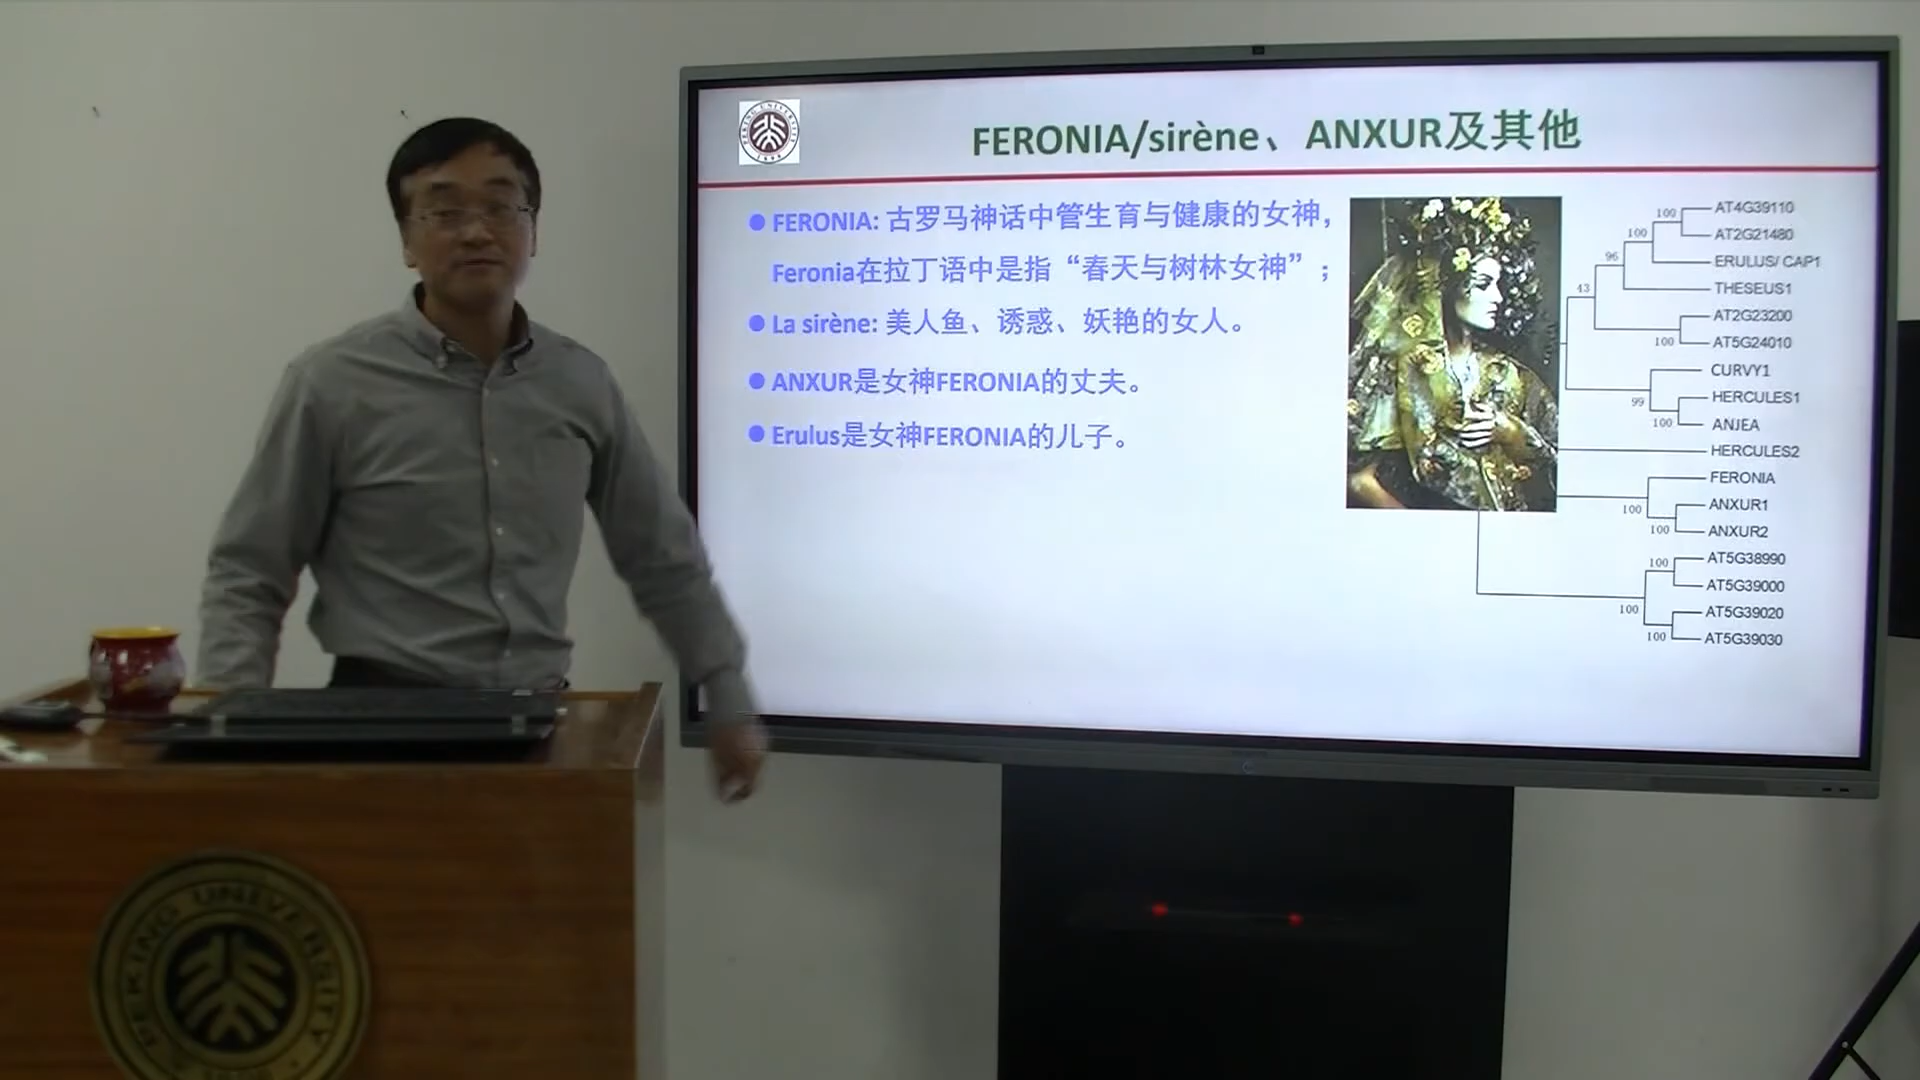 PEKING UNIVERSITY
1898
FERONIA/sirène、ANXUR及其他
● FERONIA: 古罗马神话中管生育与健康的女神，
Feronia在拉丁语中是指“春天与树林女神”；
● La sirène: 美人鱼、诱惑、妖艳的女人。
● ANXUR是女神FERONIA的丈夫。
● Erulus是女神FERONIA的儿子。
100 AT4G39110
100 AT2G21480
96 ERULUS/ CAP1
THESEUS1
43 AT2G23200
100 AT5G24010
CURVY1
99 HERCULES1
100 ANJEA
HERCULES2
FERONIA
100 ANXUR1
100 ANXUR2
100 AT5G38990
AT5G39000
100 AT5G39020
100 AT5G39030
PEKING UNIVERSITY